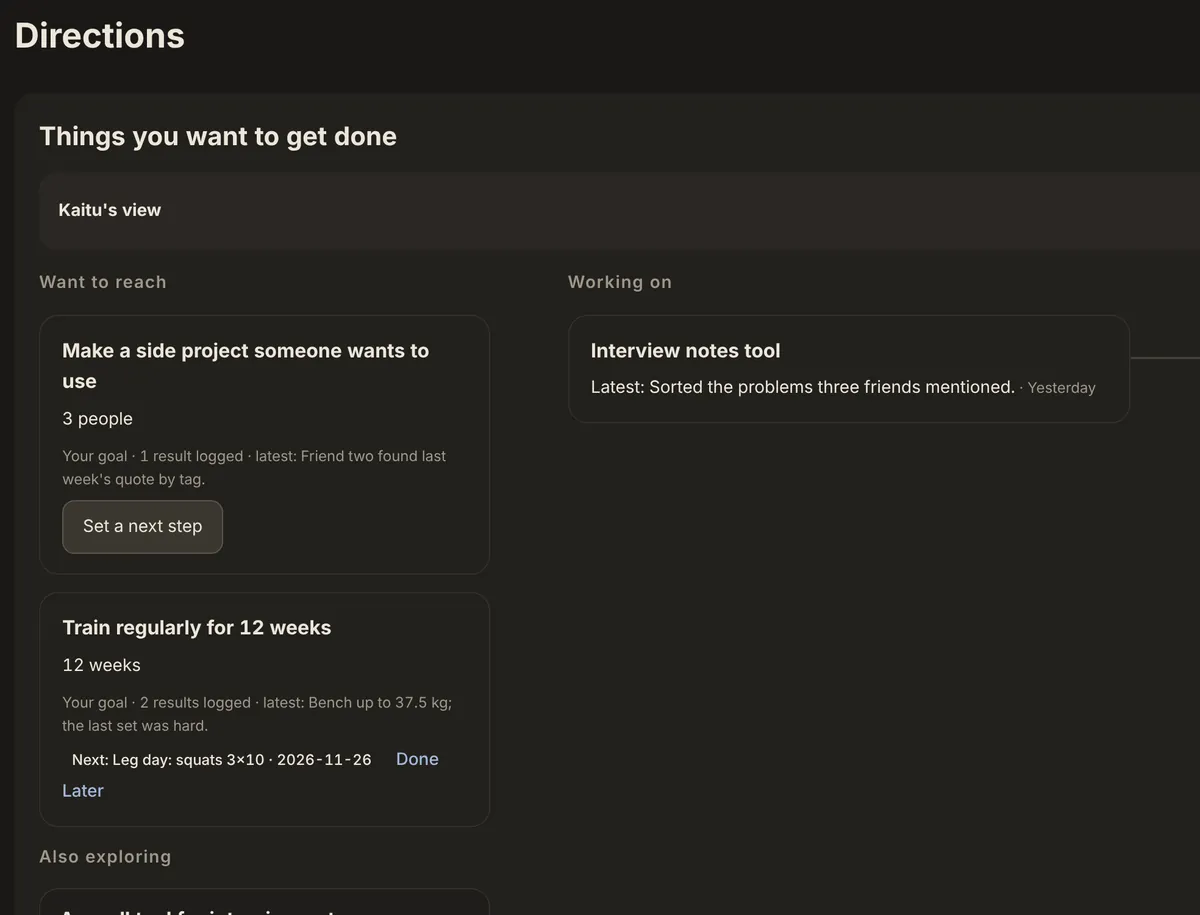 Directions
Things you want to get done
Kaitu's view
Want to reach
Make a side project someone wants to
use
3 people
Your goal · 1 result logged · latest: Friend two found last
week's quote by tag.
Set a next step
Train regularly for 12 weeks
12 weeks
Your goal · 2 results logged · latest: Bench up to 37.5 kg;
the last set was hard.
Next: Leg day: squats 3×10 · 2026-11-26 Done
Later
Also exploring
Working on
Interview notes tool
Latest: Sorted the problems three friends mentioned. · Yesterday